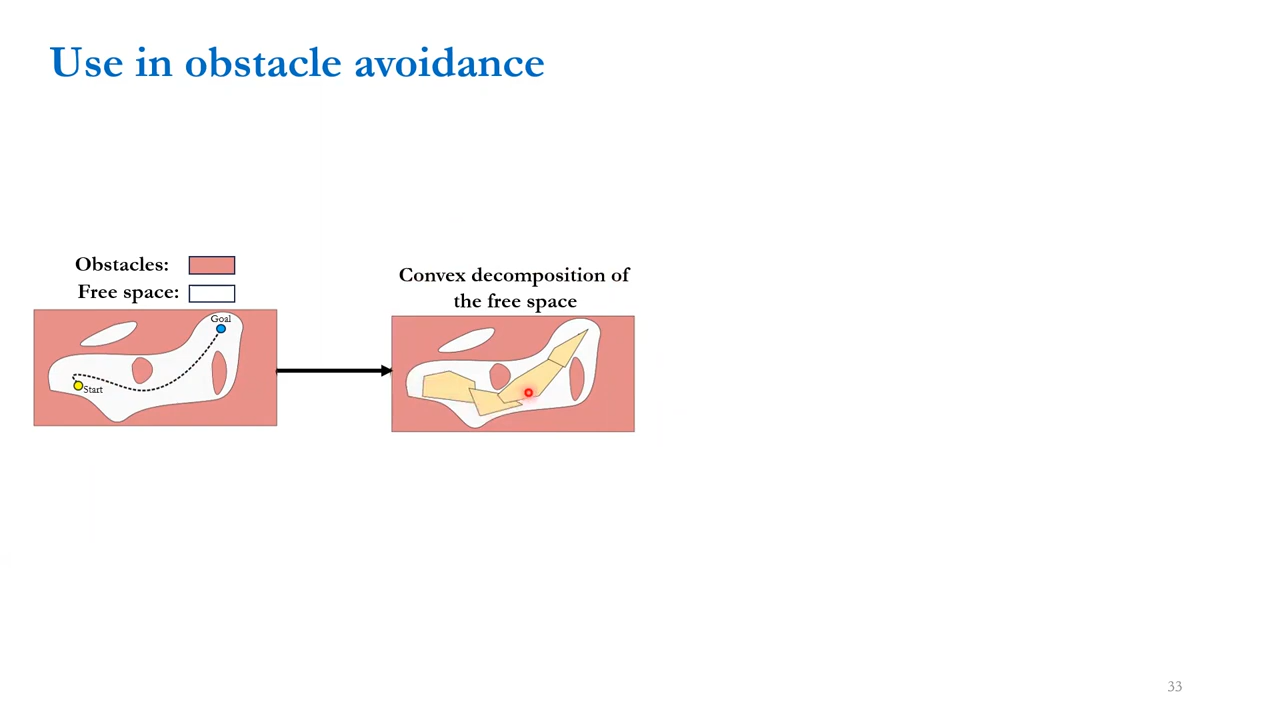 Use in obstacle avoidance
Obstacles:
Free space:
Goal
Start
Convex decomposition of
the free space
33